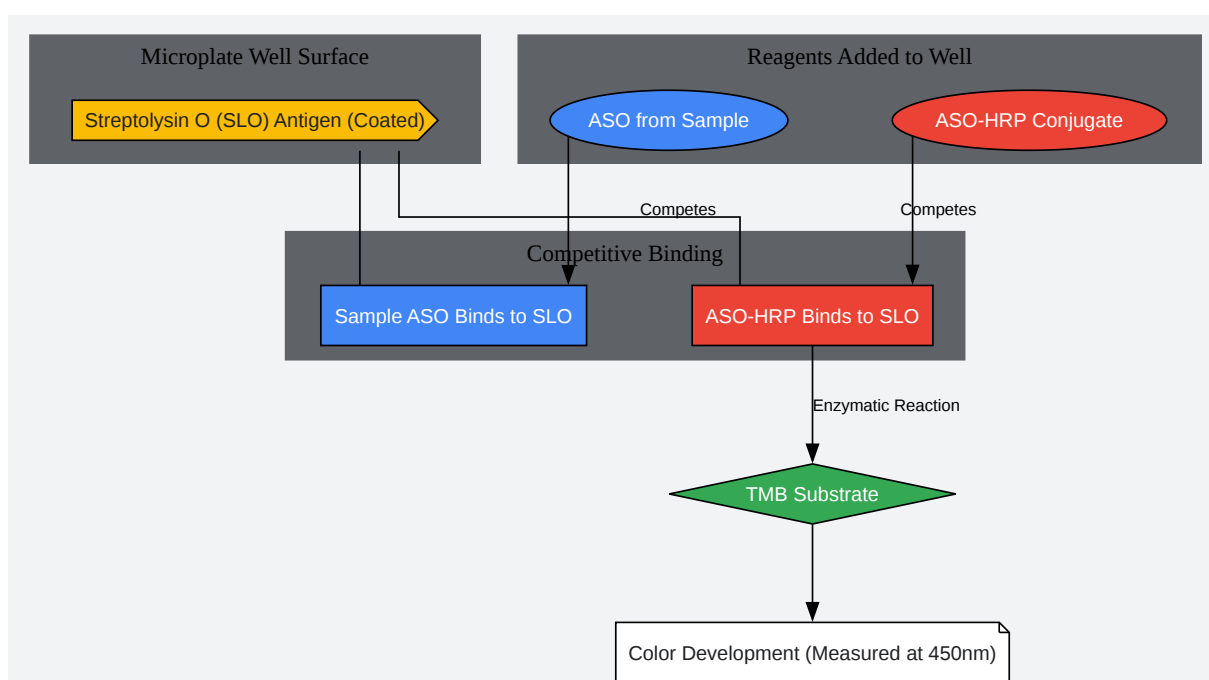 Microplate Well Surface
Reagents Added to Well
Streptolysin O (SLO) Antigen (Coated)
ASO from Sample
ASO-HRP Conjugate
Competes
Competes
Competitive Binding
Sample ASO Binds to SLO
ASO-HRP Binds to SLO
Enzymatic Reaction
TMB Substrate
Color Development (Measured at 450nm)